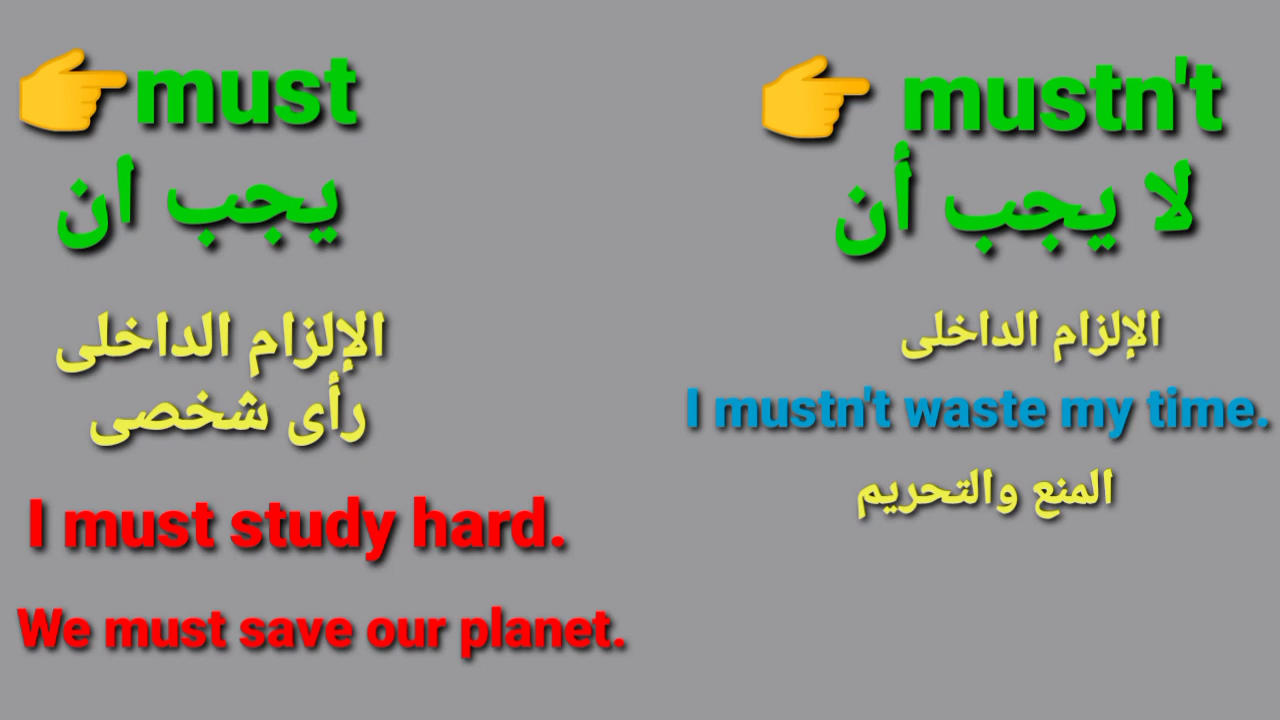 👉must
يجب ان
الإلزام الداخلى
رأى شخصى
I must study hard.
We must save our planet.
👉 mustn't
لا يجب أن
الإلزام الداخلى
I mustn't waste my time.
المنع والتحريم